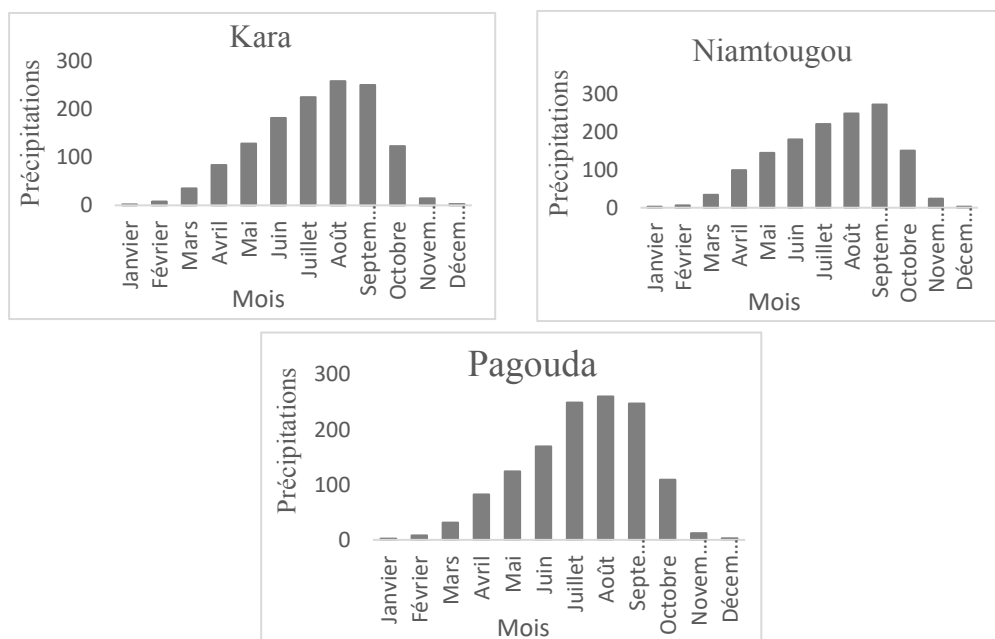 Kara
Précipitations
300
200
100
0
Janvier
Février
Mars
Avril
Mai
Juin
Juillet
Août
Septem...
Octobre
Novem...
Décem...
Mois
Niamtougou
Précipitations
300
200
100
0
Janvier
Février
Mars
Avril
Mai
Juin
Juillet
Août
Septem...
Octobre
Novem...
Décem...
Mois
Pagouda
Précipitations
300
200
100
0
Janvier
Février
Mars
Avril
Mai
Juin
Juillet
Août
Septe...
Octobre
Novem...
Décem...
Mois